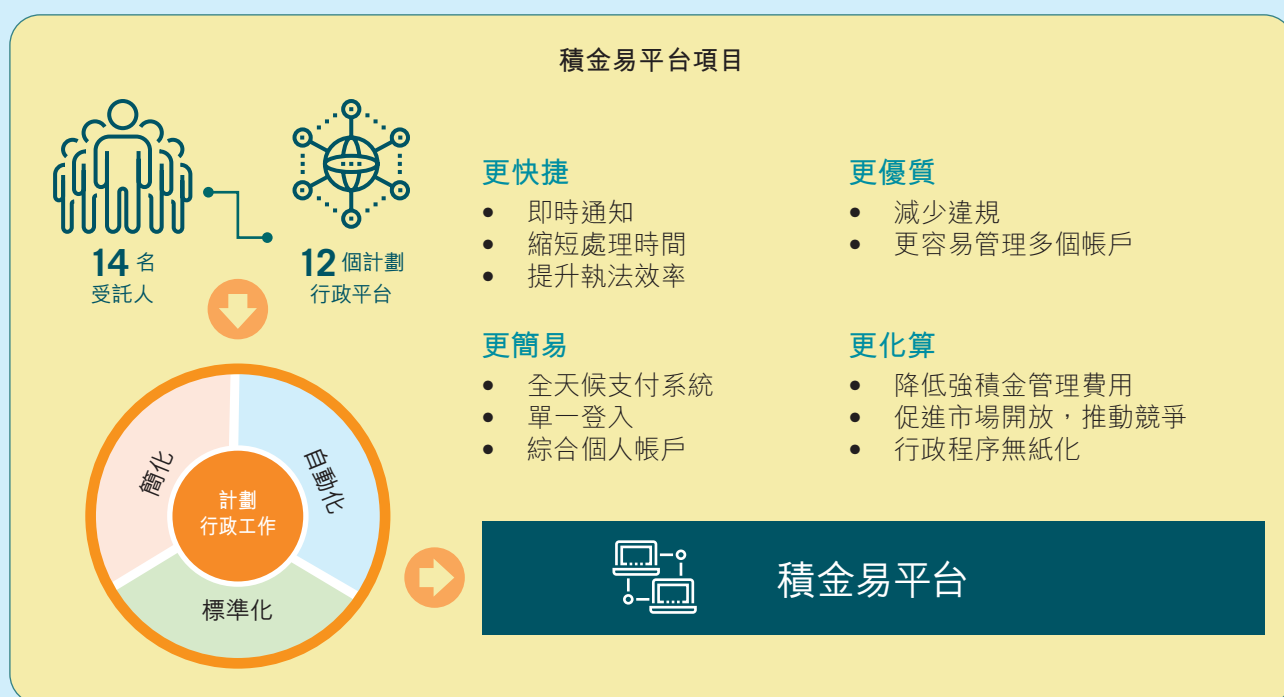 積金易平台項目
14 名
受託人
12 個計劃
行政平台
簡化
自動化
標準化
計劃
行政工作
更快捷
• 即時通知
• 縮短處理時間
• 提升執法效率
更優質
• 減少違規
• 更容易管理多個帳戶
更簡易
• 全天候支付系統
• 單一登入
• 綜合個人帳戶
更化算
• 降低強積金管理費用
• 促進市場開放，推動競爭
• 行政程序無紙化
積金易平台